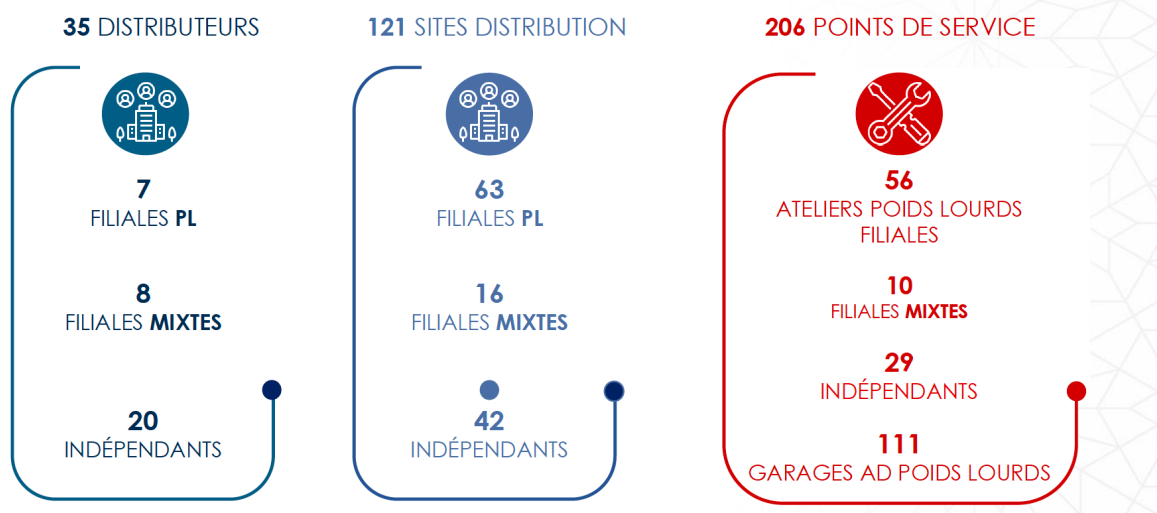 35 DISTRIBUTEURS
7
FILIALES PL
8
FILIALES MIXTES
20
INDÉPENDANTS
121 SITES DISTRIBUTION
63
FILIALES PL
16
FILIALES MIXTES
42
INDÉPENDANTS
206 POINTS DE SERVICE
56
ATELIERS POIDS LOURDS
FILIALES
10
FILIALES MIXTES
29
INDÉPENDANTS
111
GARAGES AD POIDS LOURDS